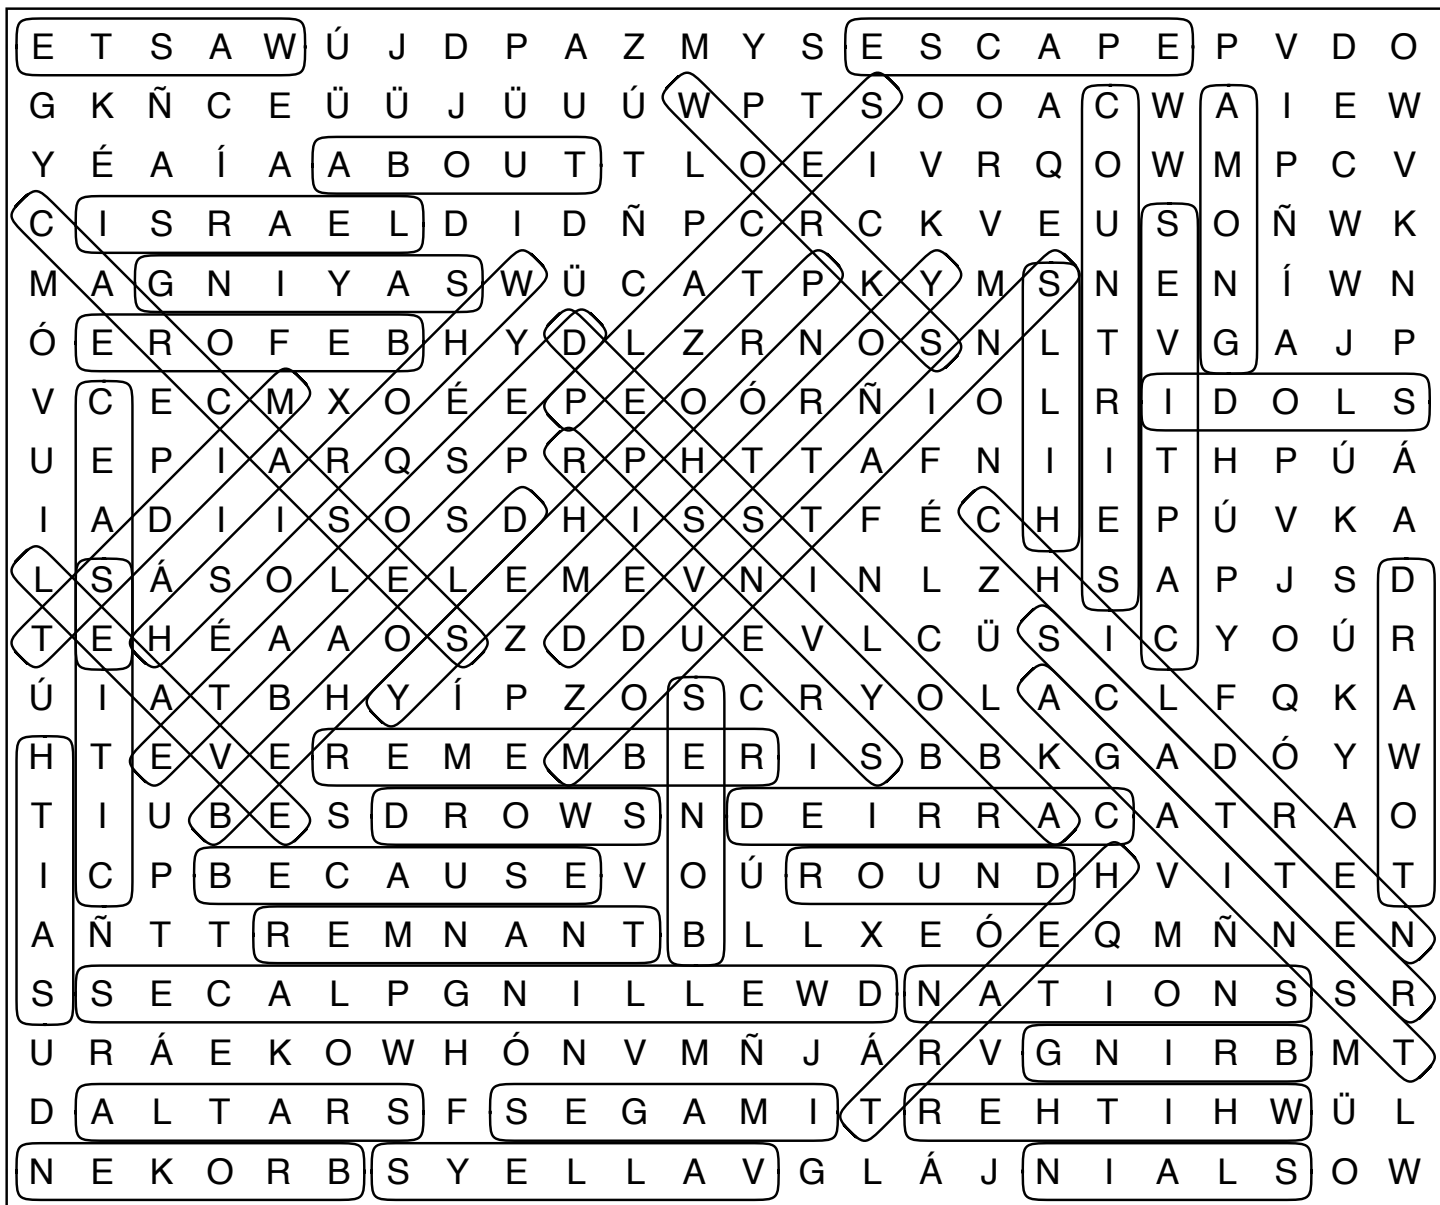 E T S A W Ú J D P A Z M Y S E S C A P E P V D O
G K Ñ C E Ü Ü J Ü U Ú W P T S O O A C W A I E W
Y É A Í A A B O U T T L O E I V R Q O W M P C V
C I S R A E L D I D Ñ P C R C K V E U S O Ñ W K
M A G N I Y A S W Ü C A T P K Y M S N E N Í W N
Ó E R O F E B H Y D L Z R N O S N L T V G A J P
V C E C M X O É E P E O Ó R Ñ I O L R I D O L S
U E P I A R Q S P R P H T T A F N I I T H P Ú Á
I A D I I S O S D H I S S T F É C H E P Ú V K A
L S Á S O L E L E M E V N I N L Z H S A P J S D
T E H É A A O S Z D D U E V L C Ü S I C Y O Ú R
Ú I A T B H Y Í P Z O S C R Y O L A C L F Q K A
H T E V E R E M E M B E R I S B B K G A D Ó Y W
T I U B E S D R O W S N D E I R R A C A T R A O
I C P B E C A U S E V O Ú R O U N D H V I T E T
A Ñ T T R E M N A N T B L L X E Ó E Q M Ñ N E N
S S E C A L P G N I L L E W D N A T I O N S S R
U R Á E K O W H Ó N V M Ñ J Á R V G N I R B M T
D A L T A R S F S E G A M I T R E H T I H W Ü L
N E K O R B S Y E L L A V G L Á J N I A L S O W